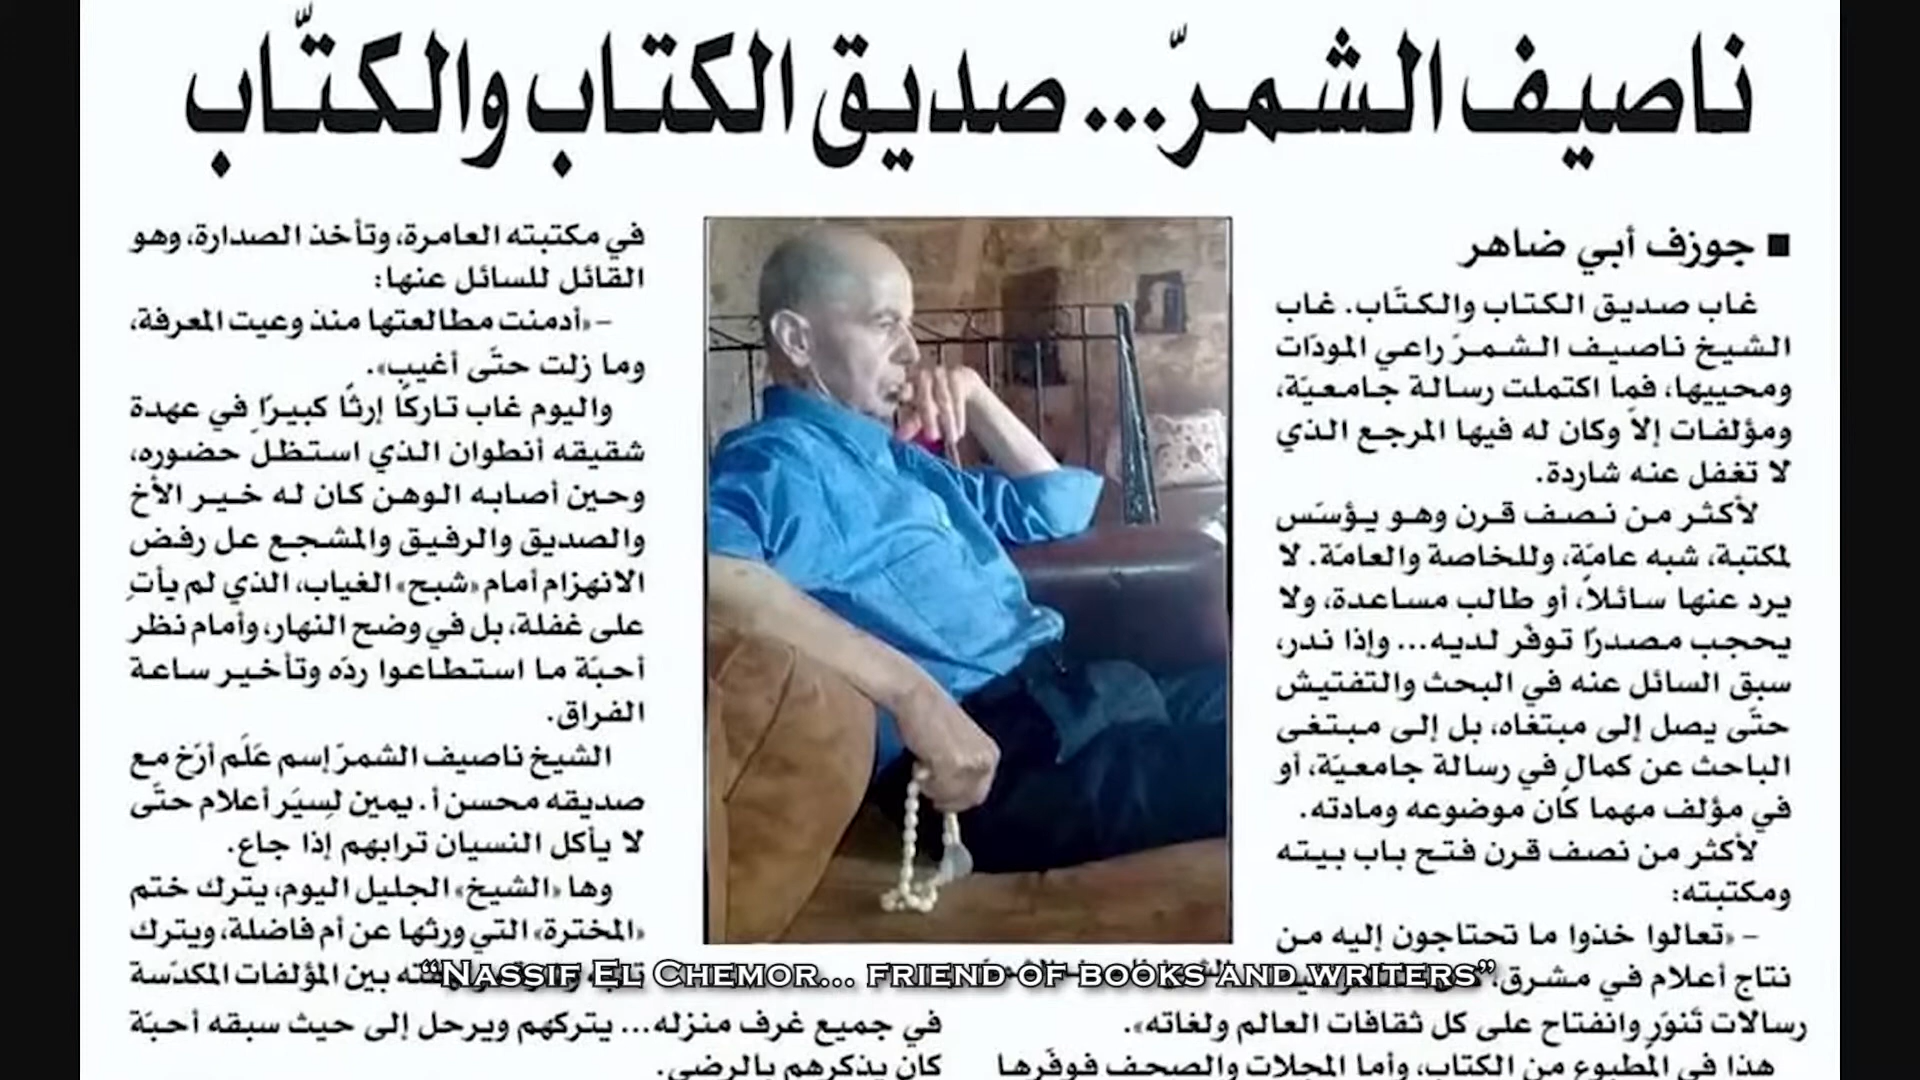 ناصيف الشمرّ... صديق الكتاب والكتّاب
■ جوزف أبي ضاهر
غاب صديق الكتاب والكتّاب. غاب
الشيخ ناصيف الشمرّ راعي المودّات
ومحييها، فما اكتملت رسالة جامعيّة،
ومؤلفات إلاّ وكان له فيها المرجع الذي
لا تغفل عنه شاردة.
لأكثر من نصف قرن وهو يؤسّس
لمكتبة، شبه عامّة، وللخاصة والعامّة. لا
يرد عنها سائلاً، أو طالب مساعدة، ولا
يحجب مصدرًا توفّر لديه... وإذا ندر،
سبق السائل عنه في البحث والتفتيش
حتّى يصل إلى مبتغاه، بل إلى مبتغى
الباحث عن كمالٍ في رسالة جامعيّة، أو
في مؤلف مهما كان موضوعه ومادته.
لأكثر من نصف قرن فتح باب بيته
ومكتبته:
– «تعالوا خذوا ما تحتاجون إليه من
نتاج أعلام في مشرق،
رسالات تَنوّرٍ وانفتاح على كل ثقافات العالم ولغاته».
هذا في المطبوع من الكتاب، وأما المجلات والصحف فوفّرها
في مكتبته العامرة، وتأخذ الصدارة، وهو
القائل للسائل عنها:
– «أدمنت مطالعتها منذ وعيت المعرفة،
وما زلت حتّى أغيب».
واليوم غاب تاركًا إرثًا كبيرًا في عهدة
شقيقه أنطوان الذي استظلّ حضوره،
وحين أصابه الوهن كان له خير الأخ
والصديق والرفيق والمشجع عل رفض
الانهزام أمام «شبح» الغياب، الذي لم يأتِ
على غفلة، بل في وضح النهار، وأمام نظر
أحبّة ما استطاعوا ردّه وتأخير ساعة
الفراق.
الشيخ ناصيف الشمرّ إسم عَلَم أرّخ مع
صديقه محسن أ. يمين لسِيَر أعلام حتّى
لا يأكل النسيان ترابهم إذا جاع.
وها «الشيخ» الجليل اليوم، يترك ختم
«المخترة» التي ورثها عن أم فاضلة، ويترك
بين المؤلفات المكدّسة
في جميع غرف منزله... يتركهم ويرحل إلى حيث سبقه أحبّة
كان يذكرهم بالرضى.
“Nassif El Chemor... friend of books and writers”